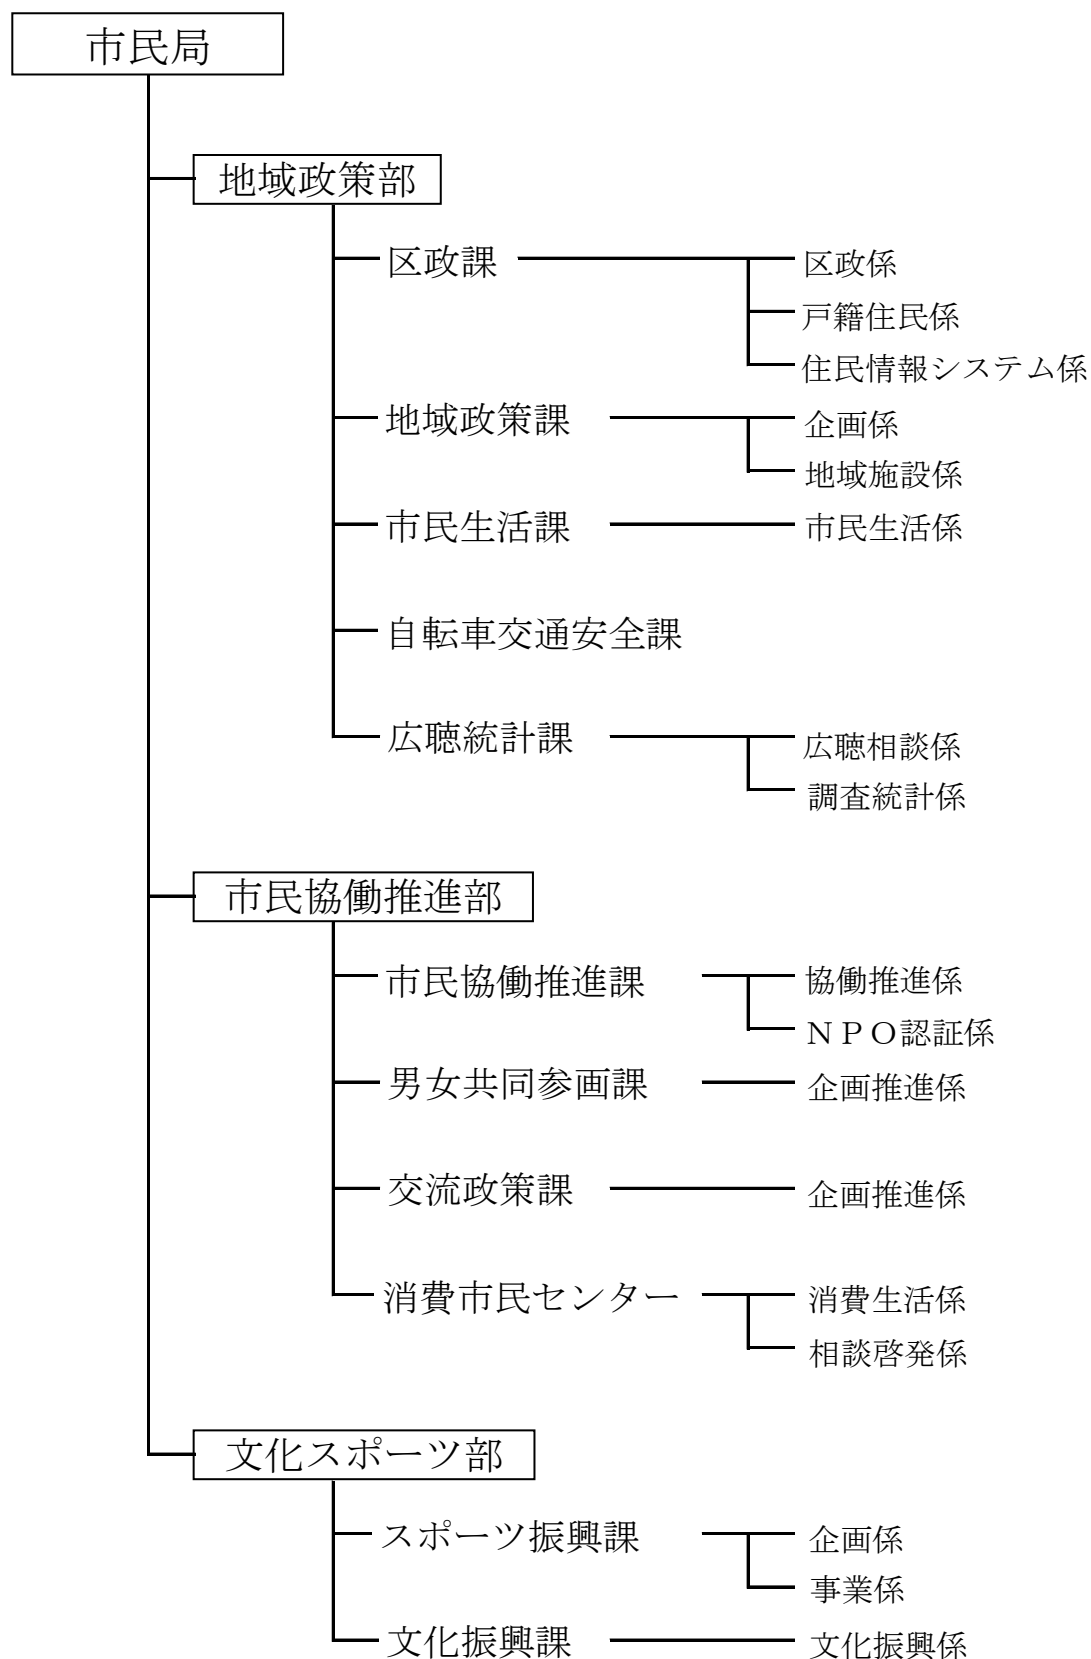 市民局
地域政策部
区政課 区政係
戸籍住民係
住民情報システム係
地域政策課 企画係
地域施設係
市民生活課 市民生活係
自転車交通安全課
広聴統計課 広聴相談係
調査統計係
市民協働推進部
市民協働推進課 協働推進係
ＮＰＯ認証係
男女共同参画課 企画推進係
交流政策課 企画推進係
消費市民センター 消費生活係
相談啓発係
文化スポーツ部
スポーツ振興課 企画係
事業係
文化振興課 文化振興係